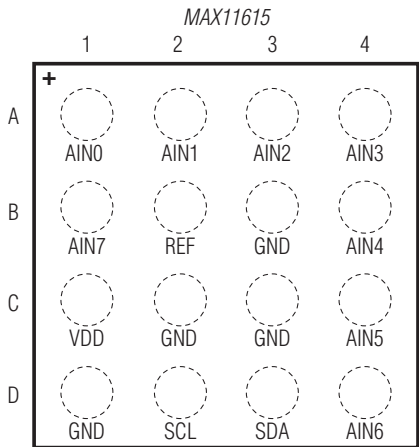 MAX11615
1 2 3 4
+
A
AIN0 AIN1 AIN2 AIN3
B
AIN7 REF GND AIN4
C
VDD GND GND AIN5
D
GND SCL SDA AIN6